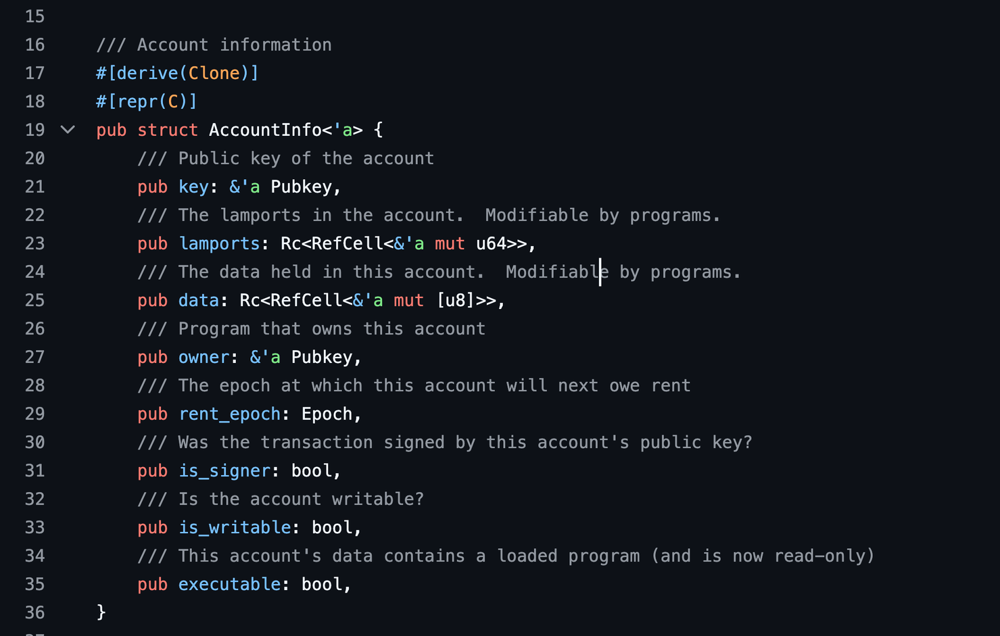 15
16 /// Account information
17 #[derive(Clone)]
18 #[repr(C)]
19 pub struct AccountInfo<'a> {
20 /// Public key of the account
21 pub key: &'a Pubkey,
22 /// The lamports in the account.  Modifiable by programs.
23 pub lamports: Rc<RefCell<&'a mut u64>>,
24 /// The data held in this account.  Modifiable by programs.
25 pub data: Rc<RefCell<&'a mut [u8]>>,
26 /// Program that owns this account
27 pub owner: &'a Pubkey,
28 /// The epoch at which this account will next owe rent
29 pub rent_epoch: Epoch,
30 /// Was the transaction signed by this account's public key?
31 pub is_signer: bool,
32 /// Is the account writable?
33 pub is_writable: bool,
34 /// This account's data contains a loaded program (and is now read-only)
35 pub executable: bool,
36 }